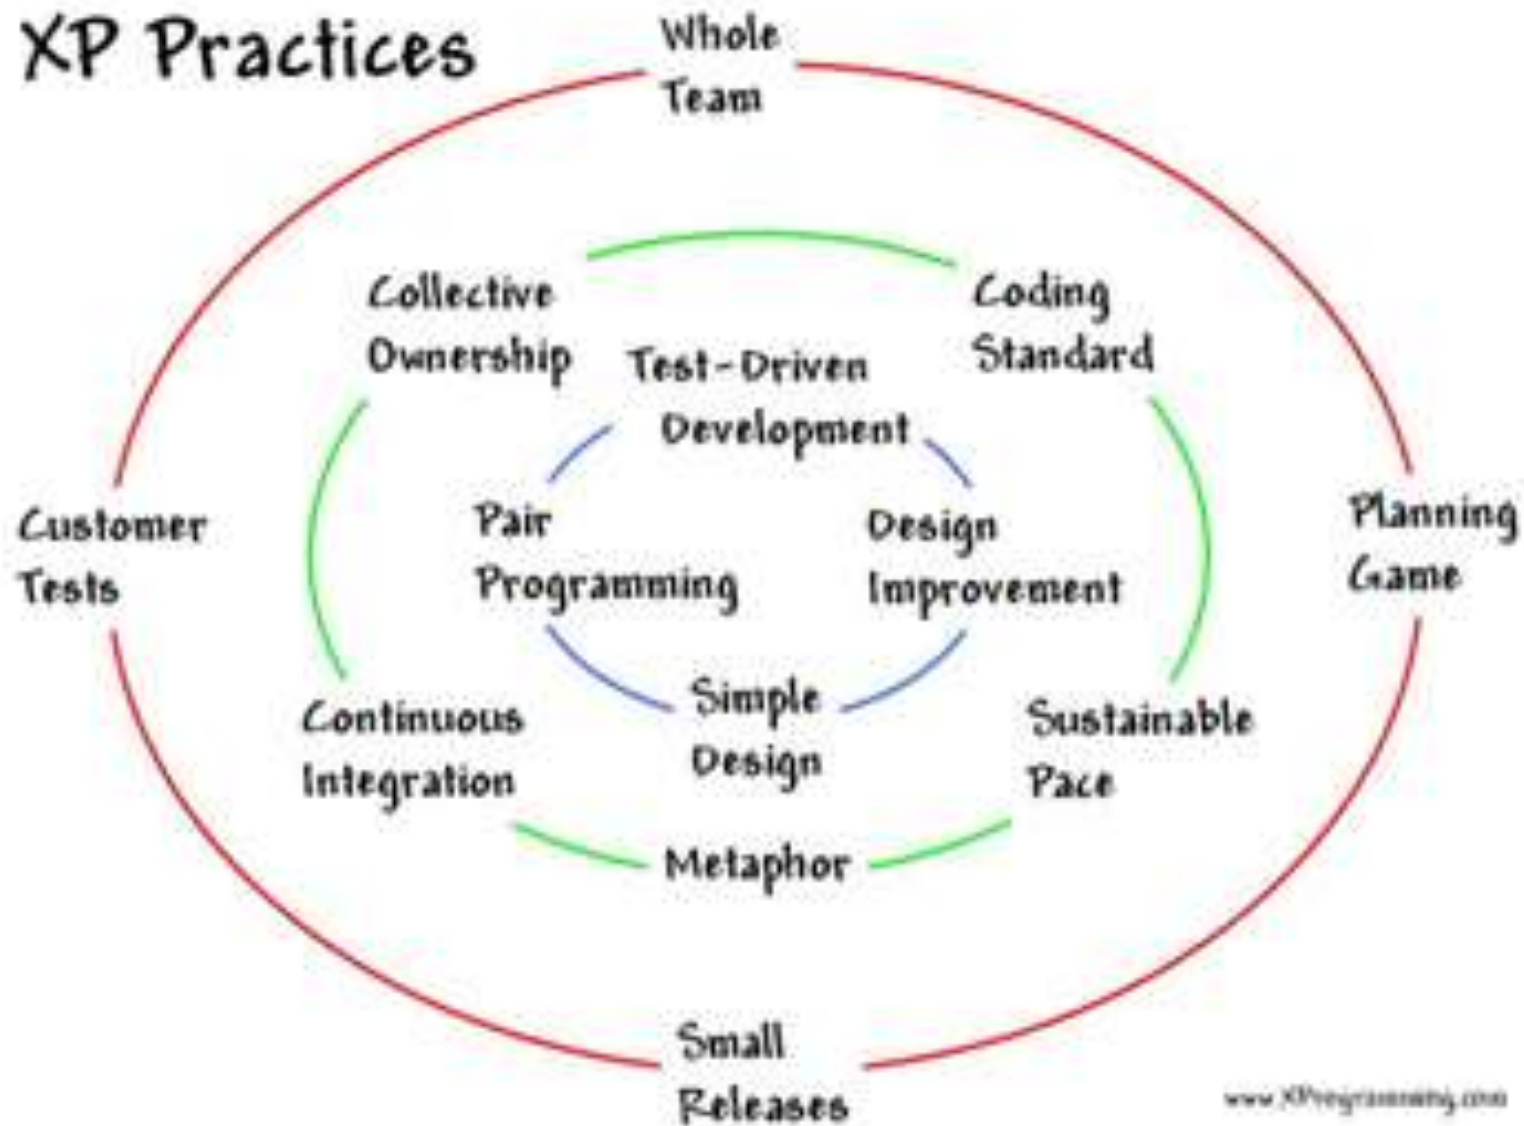 XP Practices
Whole
Team
Collective
Ownership
Coding
Standard
Test-Driven
Development
Customer
Tests
Pair
Programming
Design
Improvement
Planning
Game
Continuous
Integration
Simple
Design
Sustainable
Pace
Metaphor
Small
Releases